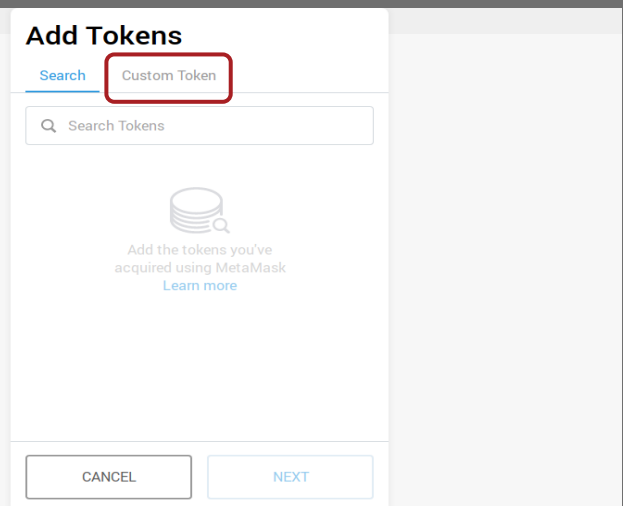 Add Tokens
Search
Custom Token
Search Tokens
Add the tokens you've
acquired using MetaMask
Learn more
CANCEL
NEXT